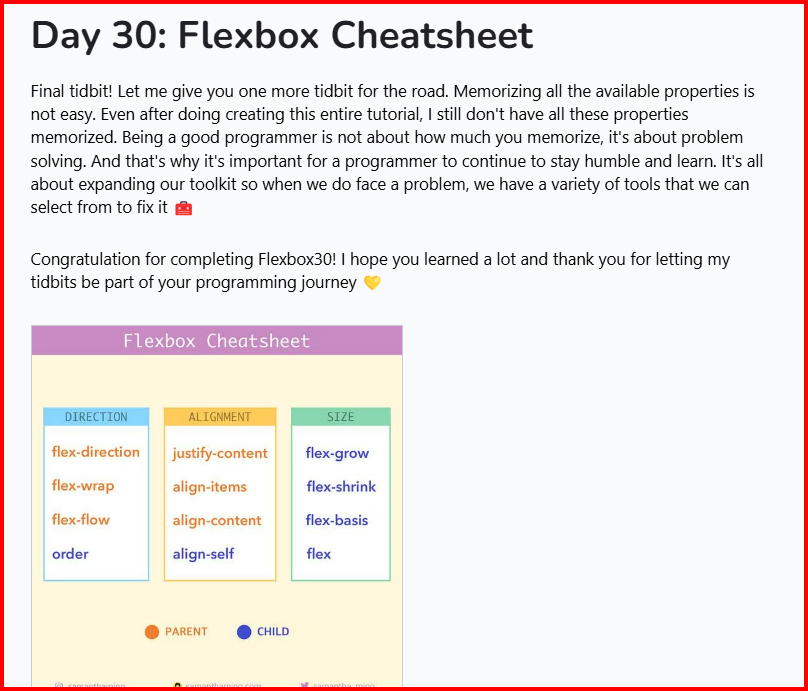 Day 30: Flexbox Cheatsheet
Final tidbit! Let me give you one more tidbit for the road. Memorizing all the available properties is
not easy. Even after doing creating this entire tutorial, I still don't have all these properties
memorized. Being a good programmer is not about how much you memorize, it's about problem
solving. And that's why it's important for a programmer to continue to stay humble and learn. It's all
about expanding our toolkit so when we do face a problem, we have a variety of tools that we can
select from to fix it 🧰
Congratulation for completing Flexbox30! I hope you learned a lot and thank you for letting my
tidbits be part of your programming journey 💛
Flexbox Cheatsheet
DIRECTION
flex-direction
flex-wrap
flex-flow
order
ALIGNMENT
justify-content
align-items
align-content
align-self
SIZE
flex-grow
flex-shrink
flex-basis
flex
PARENT
CHILD